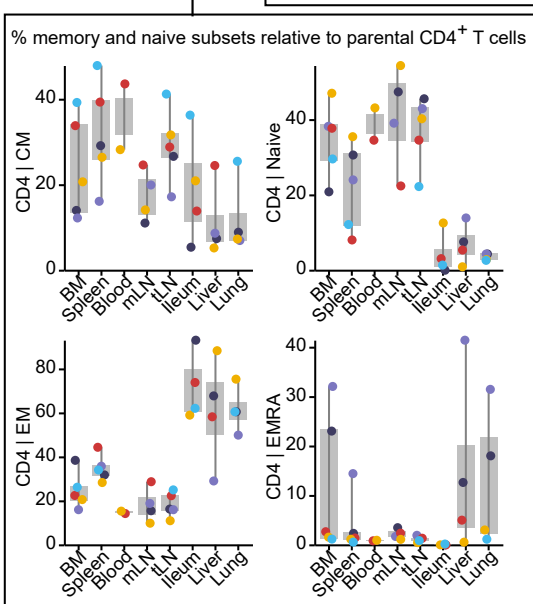 % memory and naive subsets relative to parental CD4+ T cells
CD4 | CM
40
20
0
BM
Spleen
Blood
mLN
tLN
Ileum
Liver
Lung
CD4 | Naive
40
20
0
BM
Spleen
Blood
mLN
tLN
Ileum
Liver
Lung
CD4 | EM
80
60
40
20
0
BM
Spleen
Blood
mLN
tLN
Ileum
Liver
Lung
CD4 | EMRA
40
30
20
10
0
BM
Spleen
Blood
mLN
tLN
Ileum
Liver
Lung